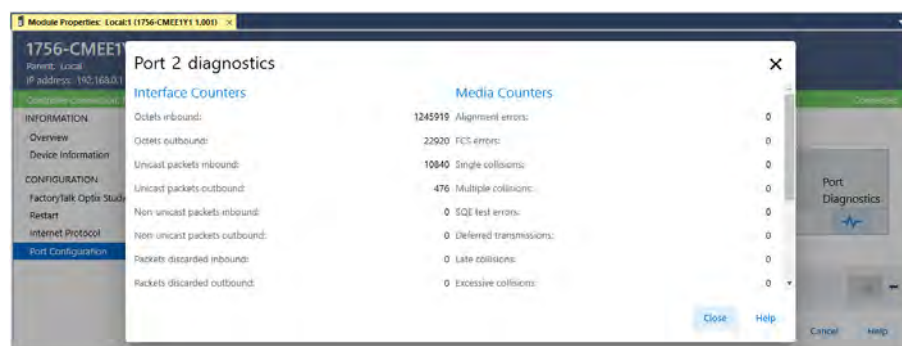 Module Properties: Local:1 (1756-CMEE1Y1 1.001) ×
1756-CMEE1Y
Parent: Local
IP address: 192.168.0.1
Connected
INFORMATION
Overview
Device Information
CONFIGURATION
FactoryTalk Optix Stud
Restart
Internet Protocol
Port Configuration
Port 2 diagnostics ×
Interface Counters Media Counters
Octets inbound: 1245919 Alignment errors: 0
Octets outbound: 22920 FCS errors: 0
Unicast packets inbound: 10840 Single collisions: 0
Unicast packets outbound: 476 Multiple collisions: 0
Non-unicast packets inbound: 0 SQE test errors: 0
Non-unicast packets outbound: 0 Deferred transmissions: 0
Packets discarded inbound: 0 Late collisions: 0
Packets discarded outbound: 0 Excessive collisions: 0
Close Help
Port
Diagnostics
Cancel Help